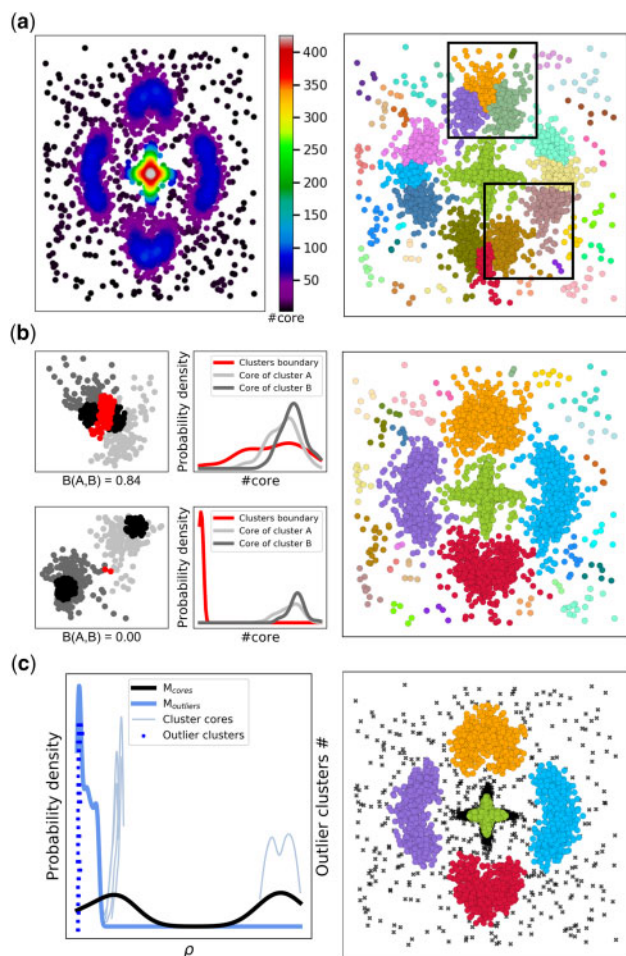 (a)
400
350
300
250
200
150
100
50
#core
(b)
Probability density
Clusters boundary
Core of cluster A
Core of cluster B
B(A,B) = 0.84
#core
Probability density
Clusters boundary
Core of cluster A
Core of cluster B
B(A,B) = 0.00
#core
(c)
Probability density
Mcores
Moutliers
Cluster cores
Outlier clusters
Outlier clusters #
ρ